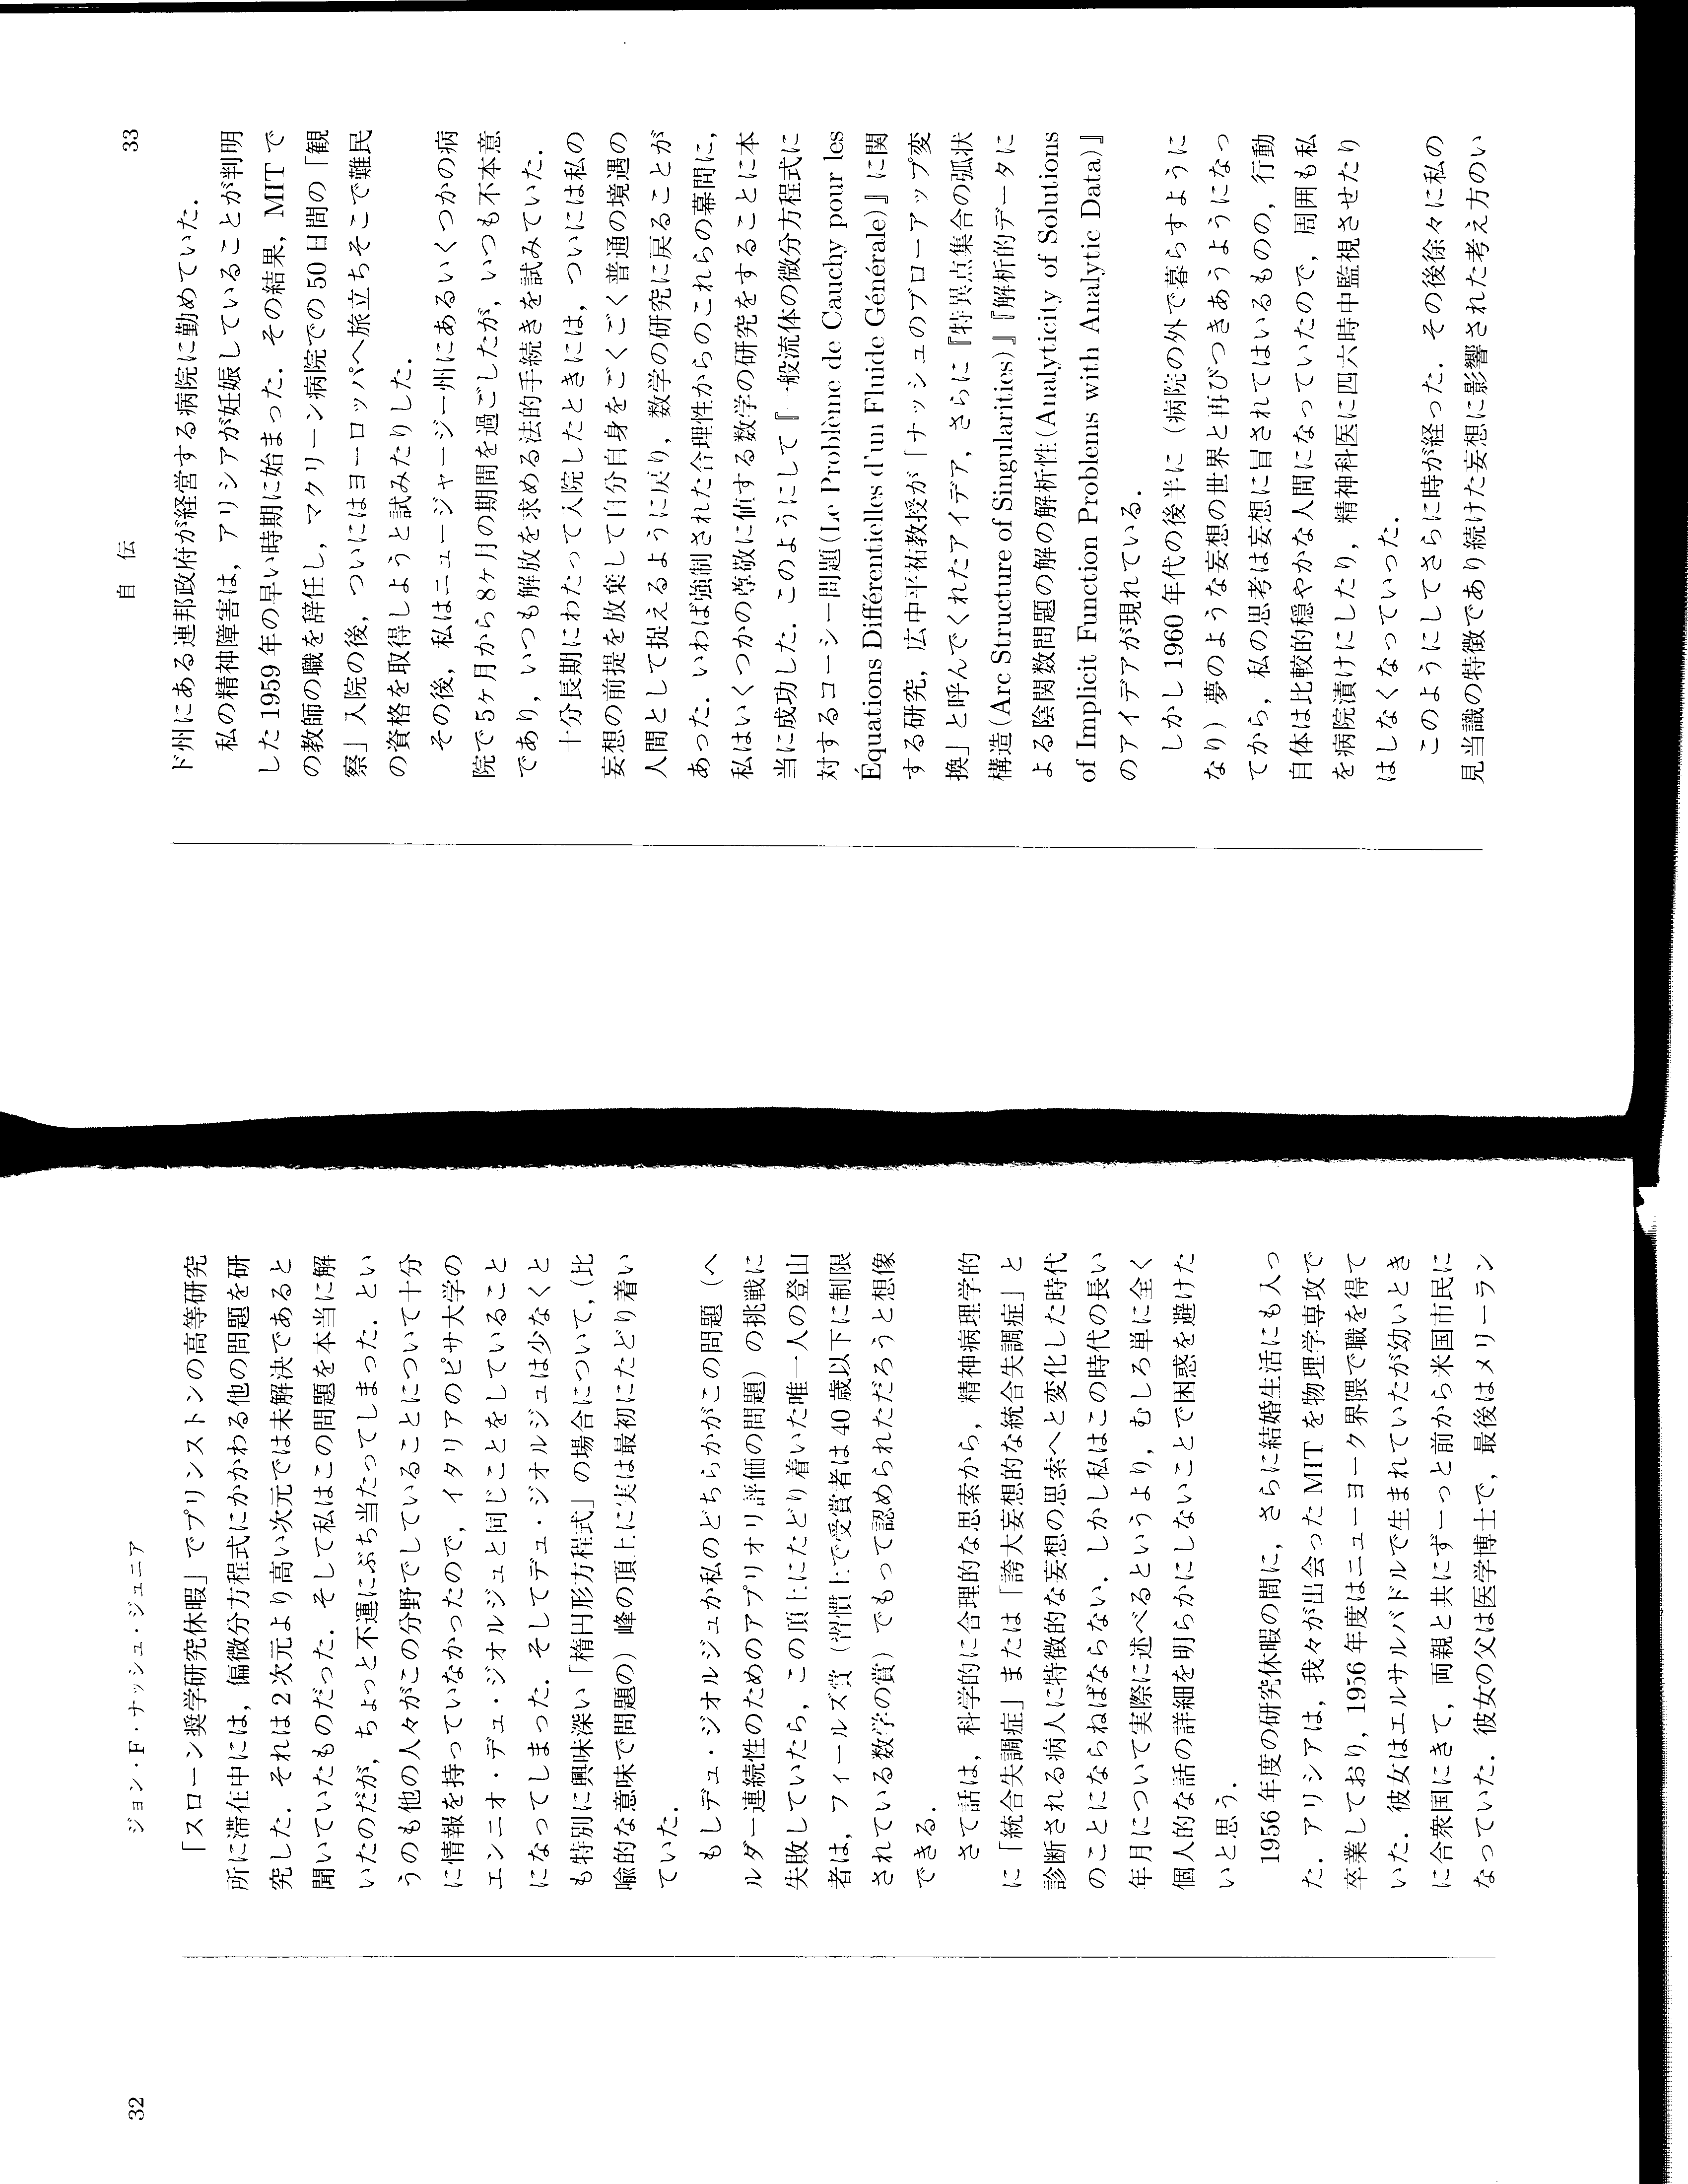 32
ジョン・F・ナッシュ・ジュニア
「スローン奨学研究休暇」でプリンストンの高等研究
所に滞在中には，偏微分方程式にかかわる他の問題を研
究した．それは2次元より高い次元では未解決であると
聞いていたものだった．そして私はこの問題を本当に解
いたのだが，ちょっと不運にぶち当たってしまった．とい
うのも他の人々がこの分野でしていることについて十分
に情報を持っていなかったので，イタリアのピサ大学の
エンニオ・デュ・ジオルジュと同じことをしていること
になってしまった．そしてデュ・ジオルジュは少なくと
も特別に興味深い「楕円形方程式」の場合について，（比
喩的な意味で問題の）峰の頂上に実は最初にたどり着い
ていた．
もしデュ・ジオルジュか私のどちらかがこの問題（ヘ
ルダー連続性のためのアプリオリ評価の問題）の挑戦に
失敗していたら，この頂上にたどり着いた唯一人の登山
者は，フィールズ賞（習慣上で受賞者は40歳以下に制限
されている数学の賞）でもって認められただろうと想像
できる．
さて話は，科学的に合理的な思索から，精神病理学的
に「統合失調症」または「誇大妄想的な統合失調症」と
診断される病人に特徴的な妄想の思索へと変化した時代
のことにならねばならない．しかし私はこの時代の長い
年月について実際に述べるというより，むしろ単に全く
個人的な話の詳細を明らかにしないことで困惑を避けた
いと思う．
1956年度の研究休暇の間に，さらに結婚生活にも入っ
た．アリシアは，我々が出会ったMITを物理学専攻で
卒業しており，1956年度はニューヨーク界隈で職を得て
いた．彼女はエルサルバドルで生まれていたが幼いとき
に合衆国にきて，両親と共にずーっと前から米国市民に
なっていた．彼女の父は医学博士で，最後はメリーラン
自　伝
33
ド州にある連邦政府が経営する病院に勤めていた．
私の精神障害は，アリシアが妊娠していることが判明
した1959年の早い時期に始まった．その結果，MITで
の教師の職を辞任し，マクリーン病院での50日間の「観
察」入院の後，ついにはヨーロッパへ旅立ちそこで難民
の資格を取得しようと試みたりした．
その後，私はニュージャージー州にあるいくつかの病
院で5ヶ月から8ヶ月の期間を過ごしたが，いつも不本意
であり，いつも解放を求める法的手続きを試みていた．
十分長期にわたって入院したときには，ついには私の
妄想の前提を放棄して自分自身をごくごく普通の境遇の
人間として捉えるように戻り，数学の研究に戻ることが
あった．いわば強制された合理性からのこれらの幕間に，
私はいくつかの尊敬に値する数学の研究をすることに本
当に成功した．このようにして『一般流体の微分方程式に
対するコーシー問題(Le Problème de Cauchy pour les
Équations Différentielles d'un Fluide Générale)』に関
する研究，広中平祐教授が「ナッシュのブローアップ変
換」と呼んでくれたアイデア，さらに『特異点集合の弧状
構造(Arc Structure of Singularities)』『解析的データに
よる陰関数問題の解の解析性(Analyticity of Solutions
of Implicit Function Problems with Analytic Data)』
のアイデアが現れている．
しかし1960年代の後半に（病院の外で暮らすように
なり）夢のような妄想の世界と再びつきあうようになっ
てから，私の思考は妄想に冒されてはいるものの，行動
自体は比較的穏やかな人間になっていたので，周囲も私
を病院漬けにしたり，精神科医に四六時中監視させたり
はしなくなっていった．
このようにしてさらに時が経った．その後徐々に私の
見当識の特徴であり続けた妄想に影響された考え方のい